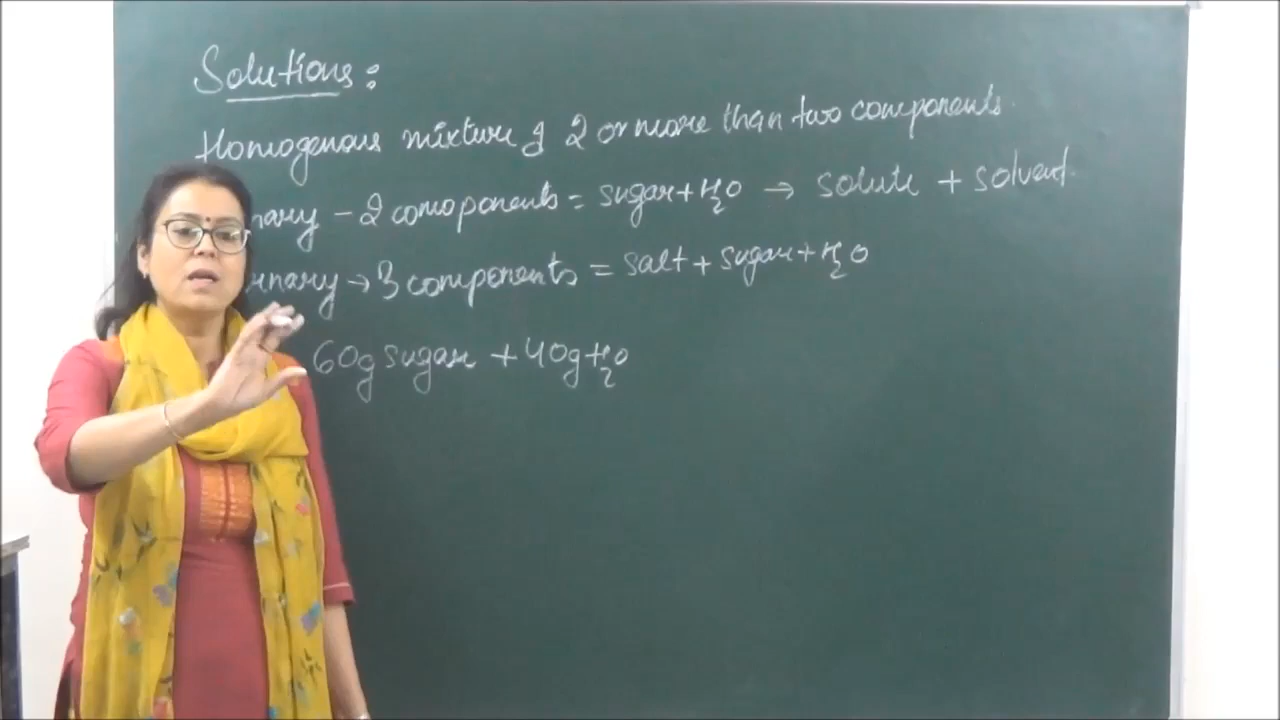 Solutions:
Homogenous mixture of 2 or more than two components.
nary - 2 comoponents = sugar + H2O → solute + solvent.
rnary → 3 components = salt + sugar + H2O
60g sugar + 40g H2O